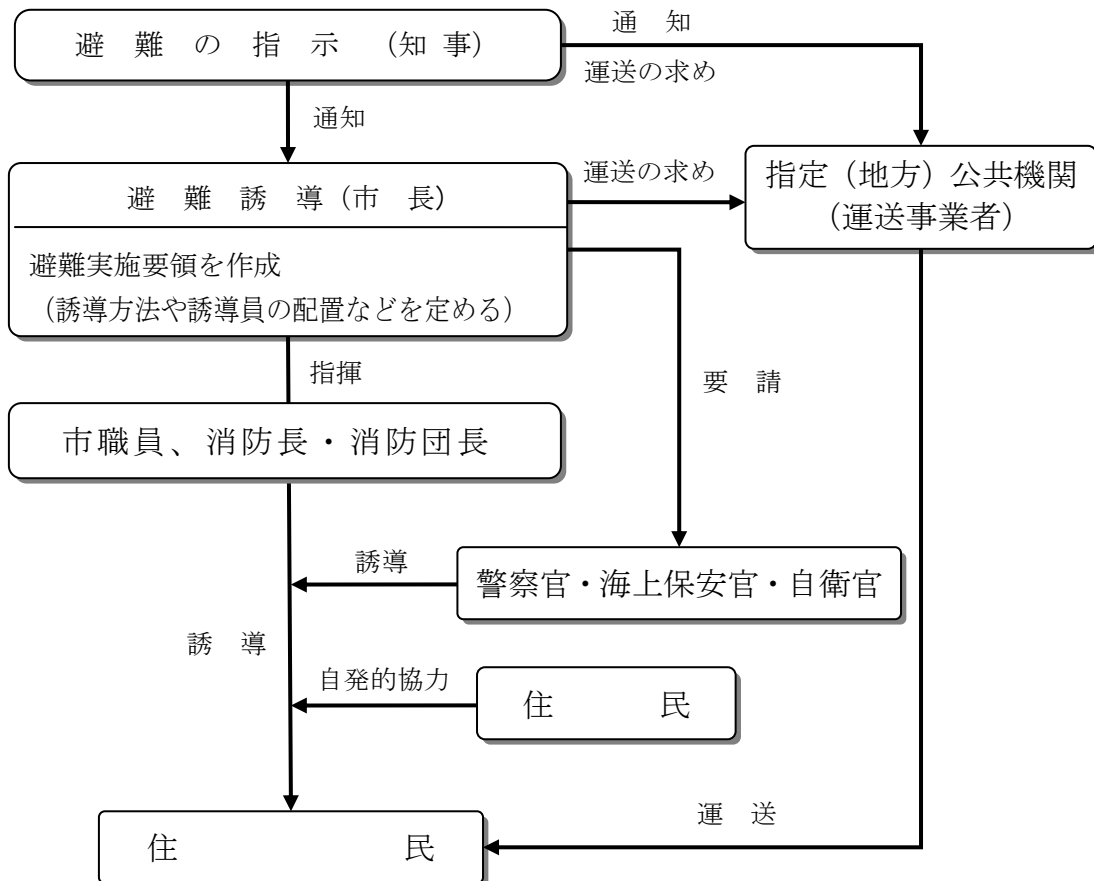 避難の指示（知事）
通知
運送の求め
通知
避難誘導（市長）
避難実施要領を作成
（誘導方法や誘導員の配置などを定める）
運送の求め
指定（地方）公共機関
（運送事業者）
指揮
要請
市職員、消防長・消防団長
誘導
警察官・海上保安官・自衛官
誘導
自発的協力
住民
運送
住民